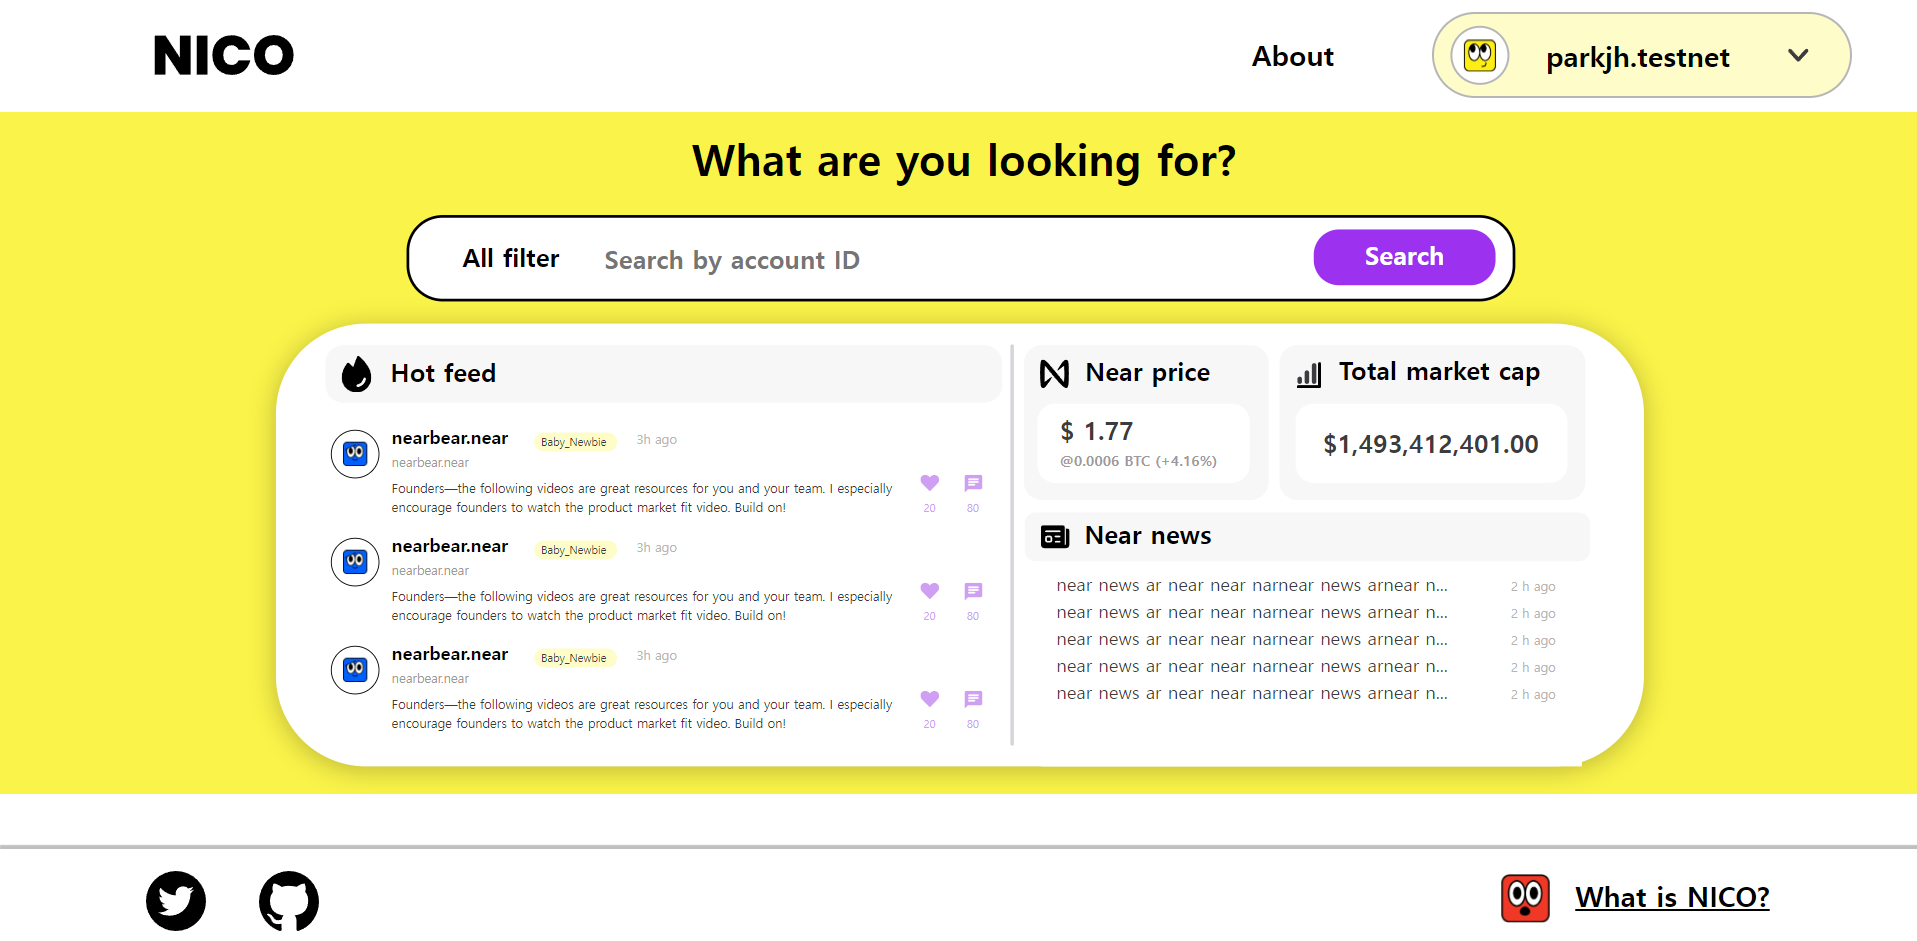 NICO
About
parkjh.testnet
What are you looking for?
All filter
Search by account ID
Search
Hot feed
nearbear.near
Baby_Newbie
3h ago
nearbear.near
Founders—the following videos are great resources for you and your team. I especially
encourage founders to watch the product market fit video. Build on!
20
80
nearbear.near
Baby_Newbie
3h ago
nearbear.near
Founders—the following videos are great resources for you and your team. I especially
encourage founders to watch the product market fit video. Build on!
20
80
nearbear.near
Baby_Newbie
3h ago
nearbear.near
Founders—the following videos are great resources for you and your team. I especially
encourage founders to watch the product market fit video. Build on!
20
80
Near price
$ 1.77
@0.0006 BTC (+4.16%)
Total market cap
$1,493,412,401.00
Near news
near news ar near near narnear news arnear n... 2 h ago
near news ar near near narnear news arnear n... 2 h ago
near news ar near near narnear news arnear n... 2 h ago
near news ar near near narnear news arnear n... 2 h ago
near news ar near near narnear news arnear n... 2 h ago
What is NICO?